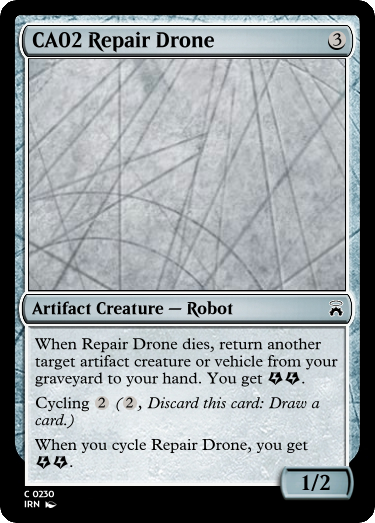 CA02 Repair Drone 3
Artifact Creature — Robot
When Repair Drone dies, return another
target artifact creature or vehicle from your
graveyard to your hand. You get
Cycling 2 (2, Discard this card: Draw a
card.)
When you cycle Repair Drone, you get
.
1/2
C 0230
IRN